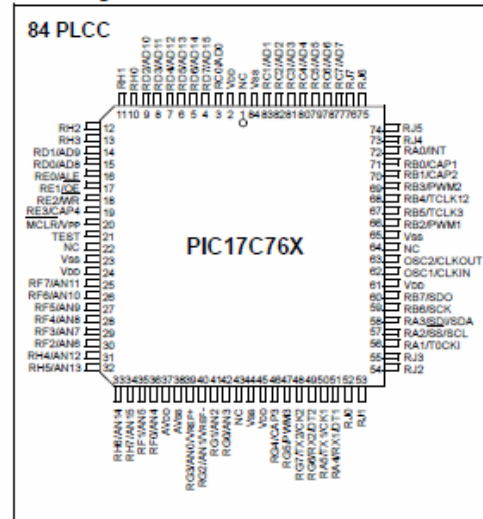 84 PLCC
RH1
RH0
RD2/AD10
RD3/AD11
RD4/AD12
RD5/AD13
RD6/AD14
RD7/AD15
RC0/AD0
VDD
NC
VSS
RC1/AD1
RC2/AD2
RC3/AD3
RC4/AD4
RC5/AD5
RC6/AD6
RC7/AD7
RJ7
RJ6
11 10 9 8 7 6 5 4 3 2 1 84 83 82 81 80 79 78 77 76 75
RH2 12
RH3 13
RD1/AD9 14
RD0/AD8 15
RE0/ALE 16
RE1/OE 17
RE2/WR 18
RE3/CAP4 19
MCLR/VPP 20
TEST 21
NC 22
VSS 23
VDD 24
RF7/AN11 25
RF6/AN10 26
RF5/AN9 27
RF4/AN8 28
RF3/AN7 29
RF2/AN6 30
RH4/AN12 31
RH5/AN13 32
PIC17C76X
74 RJ5
73 RJ4
72 RA0/INT
71 RB0/CAP1
70 RB1/CAP2
69 RB3/PWM2
68 RB4/TCLK12
67 RB5/TCLK3
66 RB2/PWM1
65 VSS
64 NC
63 OSC2/CLKOUT
62 OSC1/CLKIN
61 VDD
60 RB7/SDO
59 RB6/SCK
58 RA3/SDI/SDA
57 RA2/SS/SCL
56 RA1/T0CKI
55 RJ3
54 RJ2
33 34 35 36 37 38 39 40 41 42 43 44 45 46 47 48 49 50 51 52 53
RH6/AN14
RH7/AN15
RF1/AN5
RF0/AN4
AVDD
AVSS
RG3/AN0/VREF+
RG2/AN1/VREF-
RG1/AN2
RG0/AN3
NC
VSS
VDD
RG4/CAP3
RG5/PWM3
RG7/TX2/CK2
RG6/RX2/DT2
RA5/TX1/CK1
RA4/RX1/DT1
RJ0
RJ1